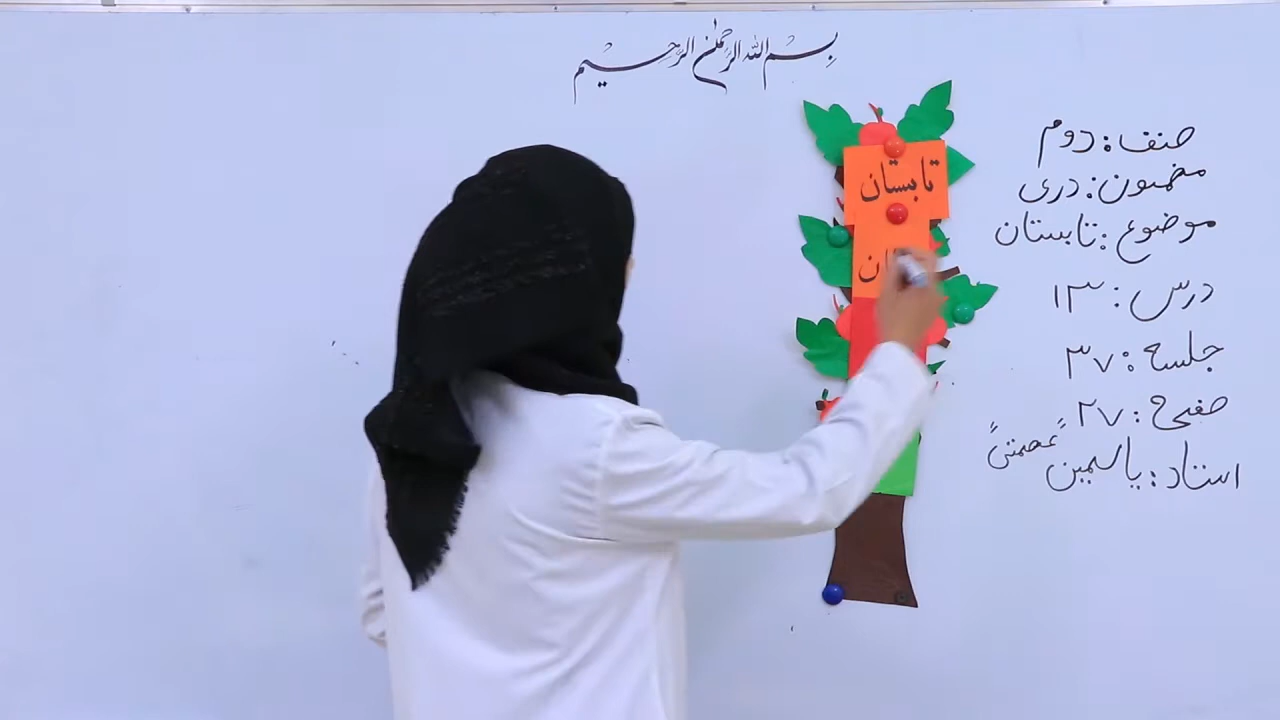 بسم الله الرحمن الرحیم
صنف: دوم
مضمون: دری
موضوع: تابستان
درس: ۱۳
جلسه: ۳۷
صفحه: ۲۷
استاد: یاسمین "عصمتی"
تابستان
ان